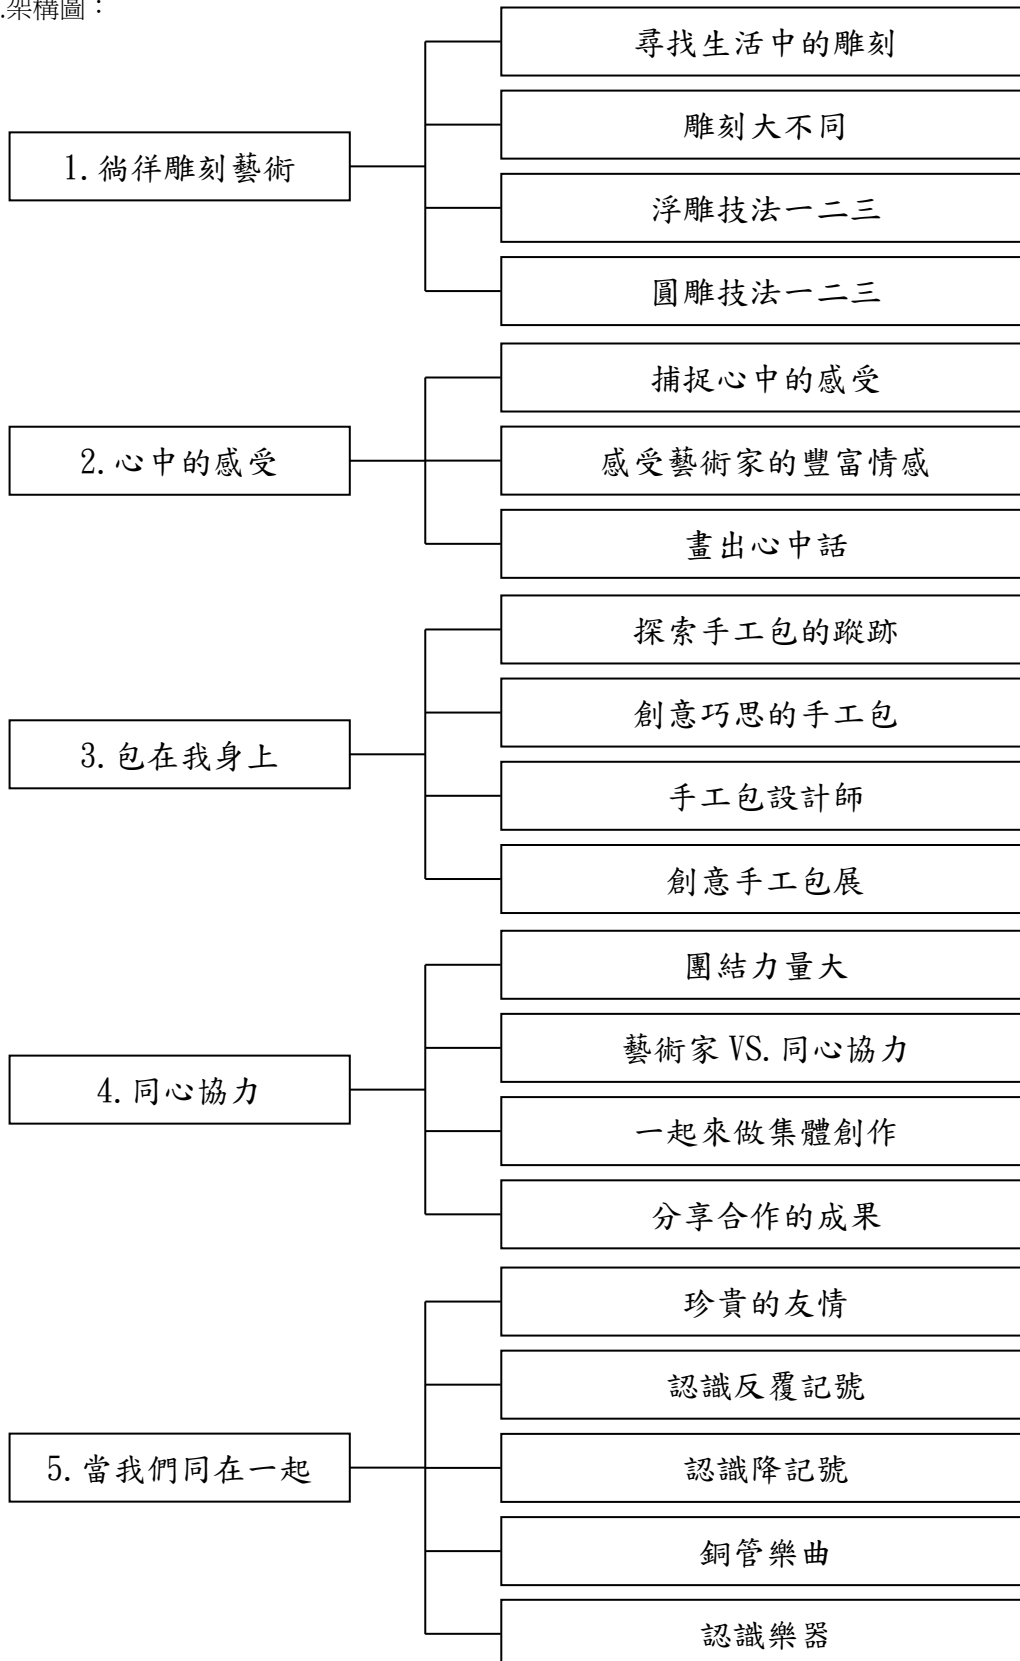 .架構圖：
1.徜徉雕刻藝術
尋找生活中的雕刻
雕刻大不同
浮雕技法一二三
圓雕技法一二三
2.心中的感受
捕捉心中的感受
感受藝術家的豐富情感
畫出心中話
3.包在我身上
探索手工包的蹤跡
創意巧思的手工包
手工包設計師
創意手工包展
4.同心協力
團結力量大
藝術家 VS.同心協力
一起來做集體創作
分享合作的成果
5.當我們同在一起
珍貴的友情
認識反覆記號
認識降記號
銅管樂曲
認識樂器